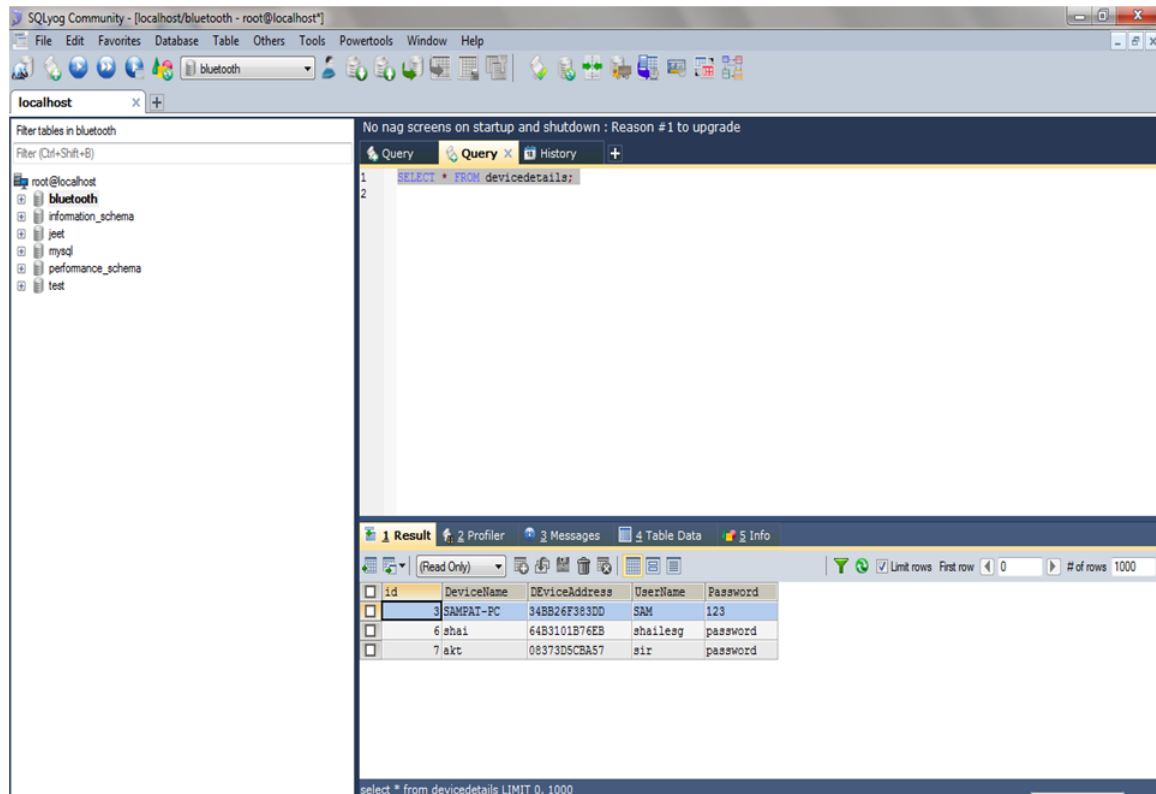 SQLyog Community - [localhost/bluetooth - root@localhost*]
File Edit Favorites Database Table Others Tools Powertools Window Help
bluetooth
localhost
Filter tables in bluetooth
Filter (Ctrl+Shift+B)
root@localhost
bluetooth
information_schema
jeet
mysql
performance_schema
test
No nag screens on startup and shutdown : Reason #1 to upgrade
Query Query History
1 SELECT * FROM devicedetails;
2
1 Result 2 Profiler 3 Messages 4 Table Data 5 Info
(Read Only) Limit rows First row 0 # of rows 1000
id DeviceName DEviceAddress UserName Password
3 SAMPAT-PC 34BB26F383DD SAM 123
6 shai 64B3101B76EB shailesg password
7 akt 08373D5CBA57 sir password
select * from devicedetails LIMIT 0, 1000